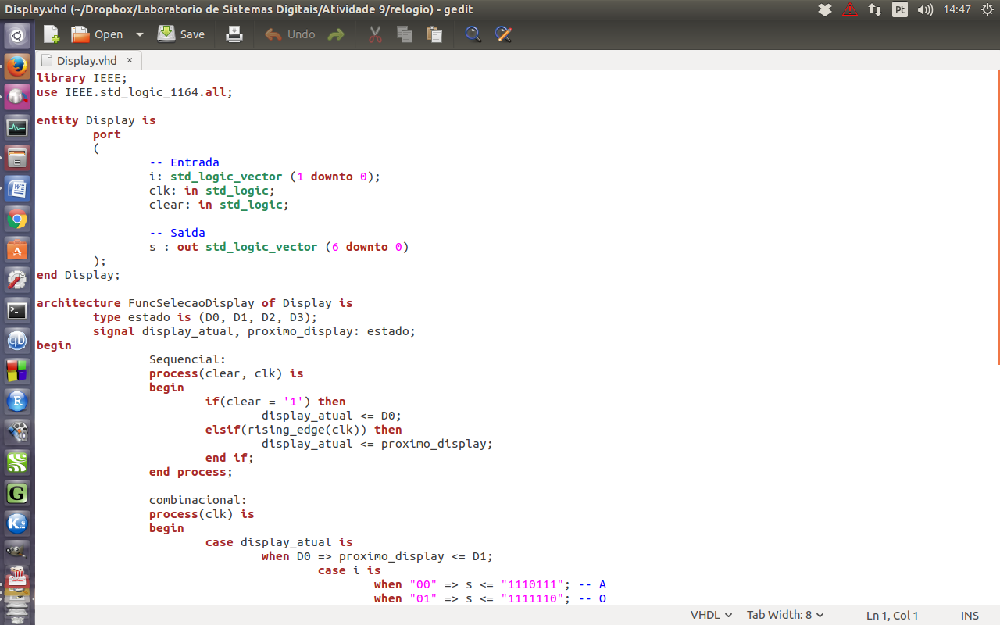 Display.vhd (~/Dropbox/Laboratorio de Sistemas Digitais/Atividade 9/relogio) - gedit
Pt
14:47
Open
Save
Undo
Display.vhd ×
library IEEE;
use IEEE.std_logic_1164.all;
entity Display is
port
(
-- Entrada
i: std_logic_vector (1 downto 0);
clk: in std_logic;
clear: in std_logic;
-- Saida
s : out std_logic_vector (6 downto 0)
);
end Display;
architecture FuncSelecaoDisplay of Display is
type estado is (D0, D1, D2, D3);
signal display_atual, proximo_display: estado;
begin
Sequencial:
process(clear, clk) is
begin
if(clear = '1') then
display_atual <= D0;
elsif(rising_edge(clk)) then
display_atual <= proximo_display;
end if;
end process;
combinacional:
process(clk) is
begin
case display_atual is
when D0 => proximo_display <= D1;
case i is
when "00" => s <= "1110111"; -- A
when "01" => s <= "1111110"; -- O
VHDL
Tab Width: 8
Ln 1, Col 1
INS
W
A
>_
qb
R
G
K